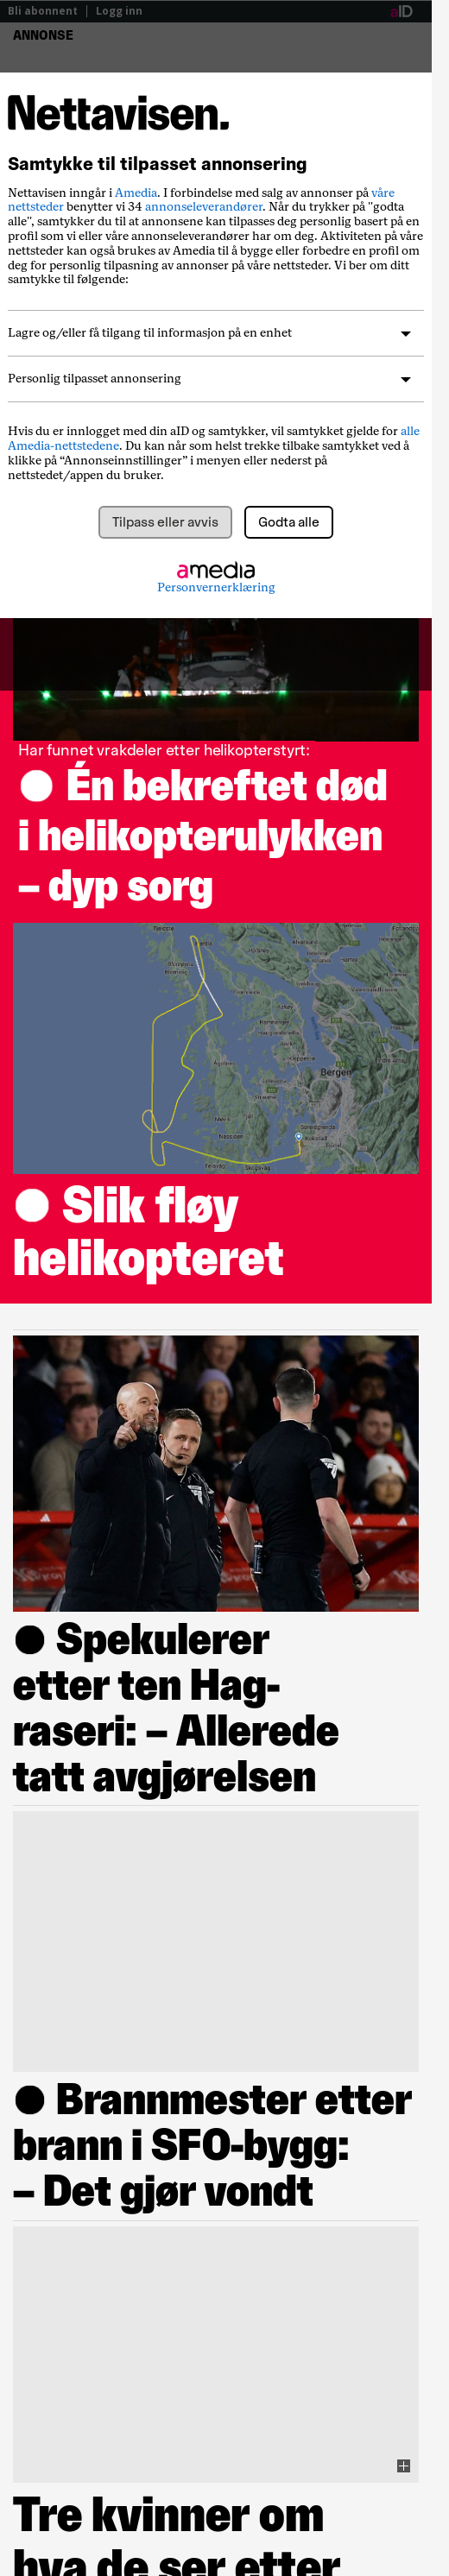 Bli abonnent | Logg inn aID
ANNONSE
Nettavisen.
Samtykke til tilpasset annonsering
Nettavisen inngår i Amedia. I forbindelse med salg av annonser på våre
nettsteder benytter vi 34 annonseleverandører. Når du trykker på "godta
alle", samtykker du til at annonsene kan tilpasses deg personlig basert på en
profil som vi eller våre annonseleverandører har om deg. Aktiviteten på våre
nettsteder kan også brukes av Amedia til å bygge eller forbedre en profil om
deg for personlig tilpasning av annonser på våre nettsteder. Vi ber om ditt
samtykke til følgende:
Lagre og/eller få tilgang til informasjon på en enhet
Personlig tilpasset annonsering
Hvis du er innlogget med din aID og samtykker, vil samtykket gjelde for alle
Amedia-nettstedene. Du kan når som helst trekke tilbake samtykket ved å
klikke på “Annonseinnstillinger” i menyen eller nederst på
nettstedet/appen du bruker.
Tilpass eller avvis Godta alle
amedia
Personvernerklæring
Har funnet vrakdeler etter helikopterstyrt:
Én bekreftet død
i helikopterulykken
– dyp sorg
Bergen
Slik fløy
helikopteret
Spekulerer
etter ten Hag-
raseri: – Allerede
tatt avgjørelsen
Brannmester etter
brann i SFO-bygg:
– Det gjør vondt
Tre kvinner om
hva de ser etter